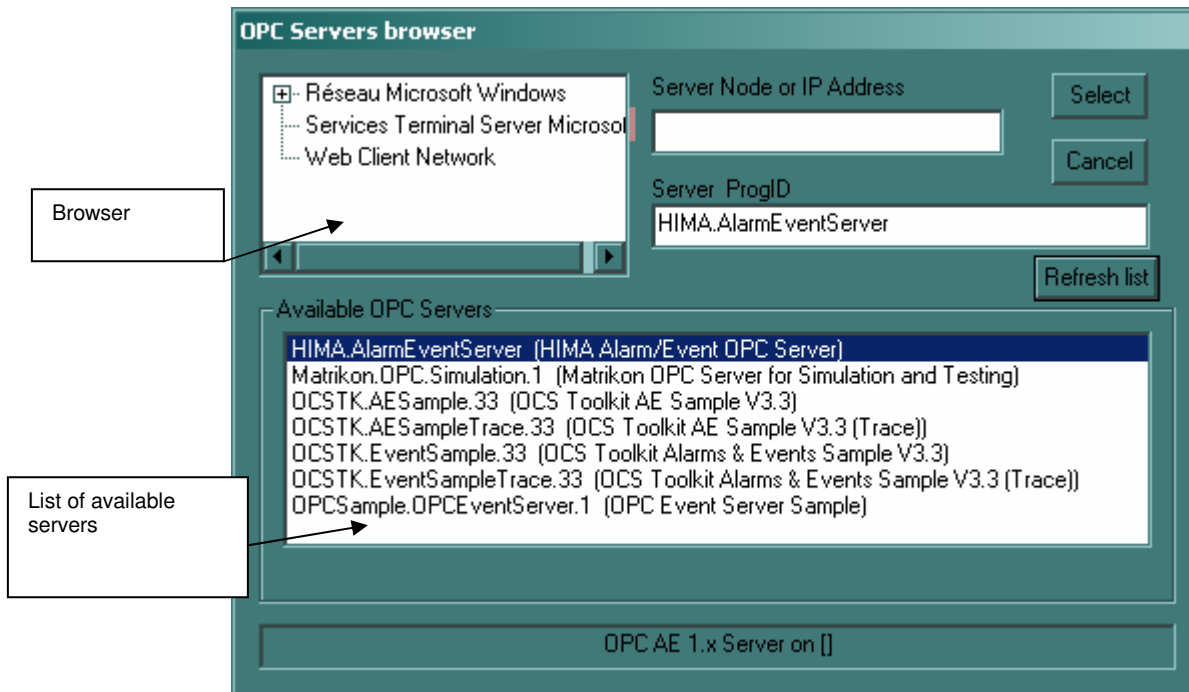 OPC Servers browser
Réseau Microsoft Windows
Services Terminal Server Microsof
Web Client Network
Server Node or IP Address
Select
Cancel
Server ProgID
HIMA.AlarmEventServer
Refresh list
Browser
Available OPC Servers
HIMA.AlarmEventServer (HIMA Alarm/Event OPC Server)
Matrikon.OPC.Simulation.1 (Matrikon OPC Server for Simulation and Testing)
OCSTK.AESample.33 (OCS Toolkit AE Sample V3.3)
OCSTK.AESampleTrace.33 (OCS Toolkit AE Sample V3.3 (Trace))
OCSTK.EventSample.33 (OCS Toolkit Alarms & Events Sample V3.3)
OCSTK.EventSampleTrace.33 (OCS Toolkit Alarms & Events Sample V3.3 (Trace))
OPCSample.OPCEventServer.1 (OPC Event Server Sample)
List of available
servers
OPC AE 1.x Server on []